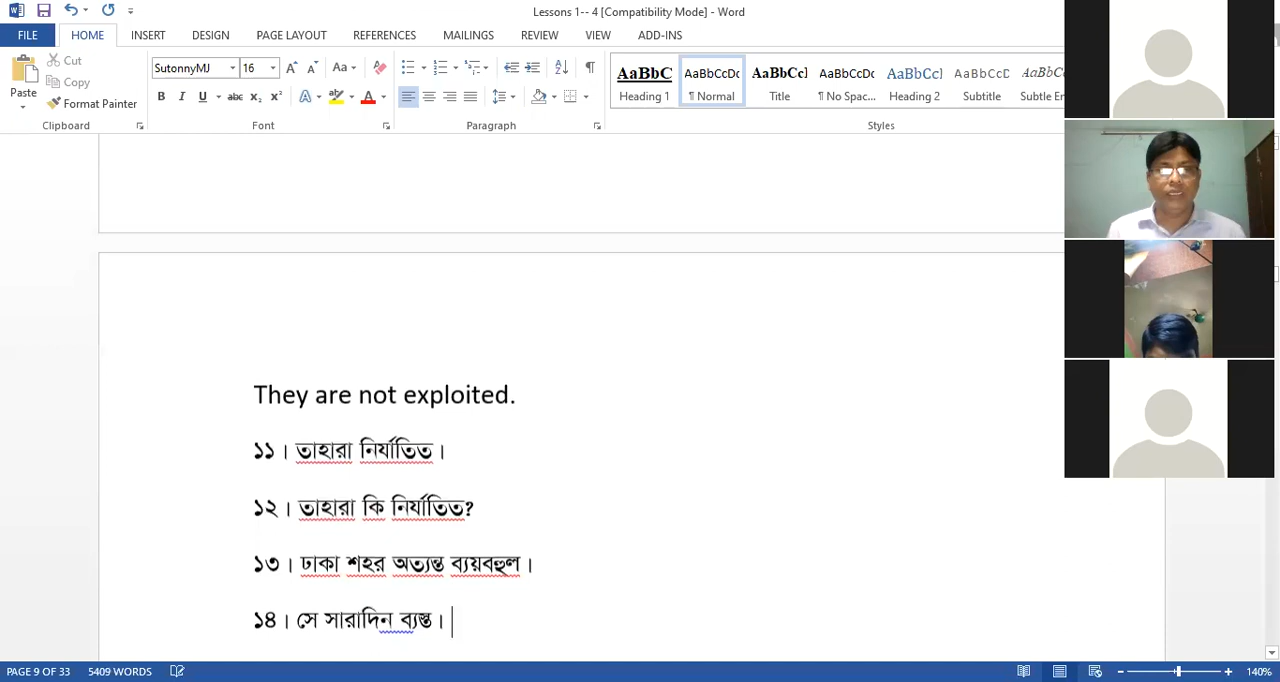 Lessons 1-- 4 [Compatibility Mode] - Word
FILE HOME INSERT DESIGN PAGE LAYOUT REFERENCES MAILINGS REVIEW VIEW ADD-INS
Cut
Copy
Format Painter
Paste
SutonnyMJ 16
AaBbC AaBbCcDc AaBbCc] AaBbCcDc AaBbCc] AaBbCcD AaBbCcD
Heading 1 ¶ Normal Title ¶ No Spac... Heading 2 Subtitle Subtle Em
Clipboard Font Paragraph Styles
They are not exploited.
১১। তাহারা নির্যাতিত।
১২। তাহারা কি নির্যাতিত?
১৩। ঢাকা শহর অত্যন্ত ব্যয়বহুল।
১৪। সে সারাদিন ব্যস্ত।
PAGE 9 OF 33 5409 WORDS 140%